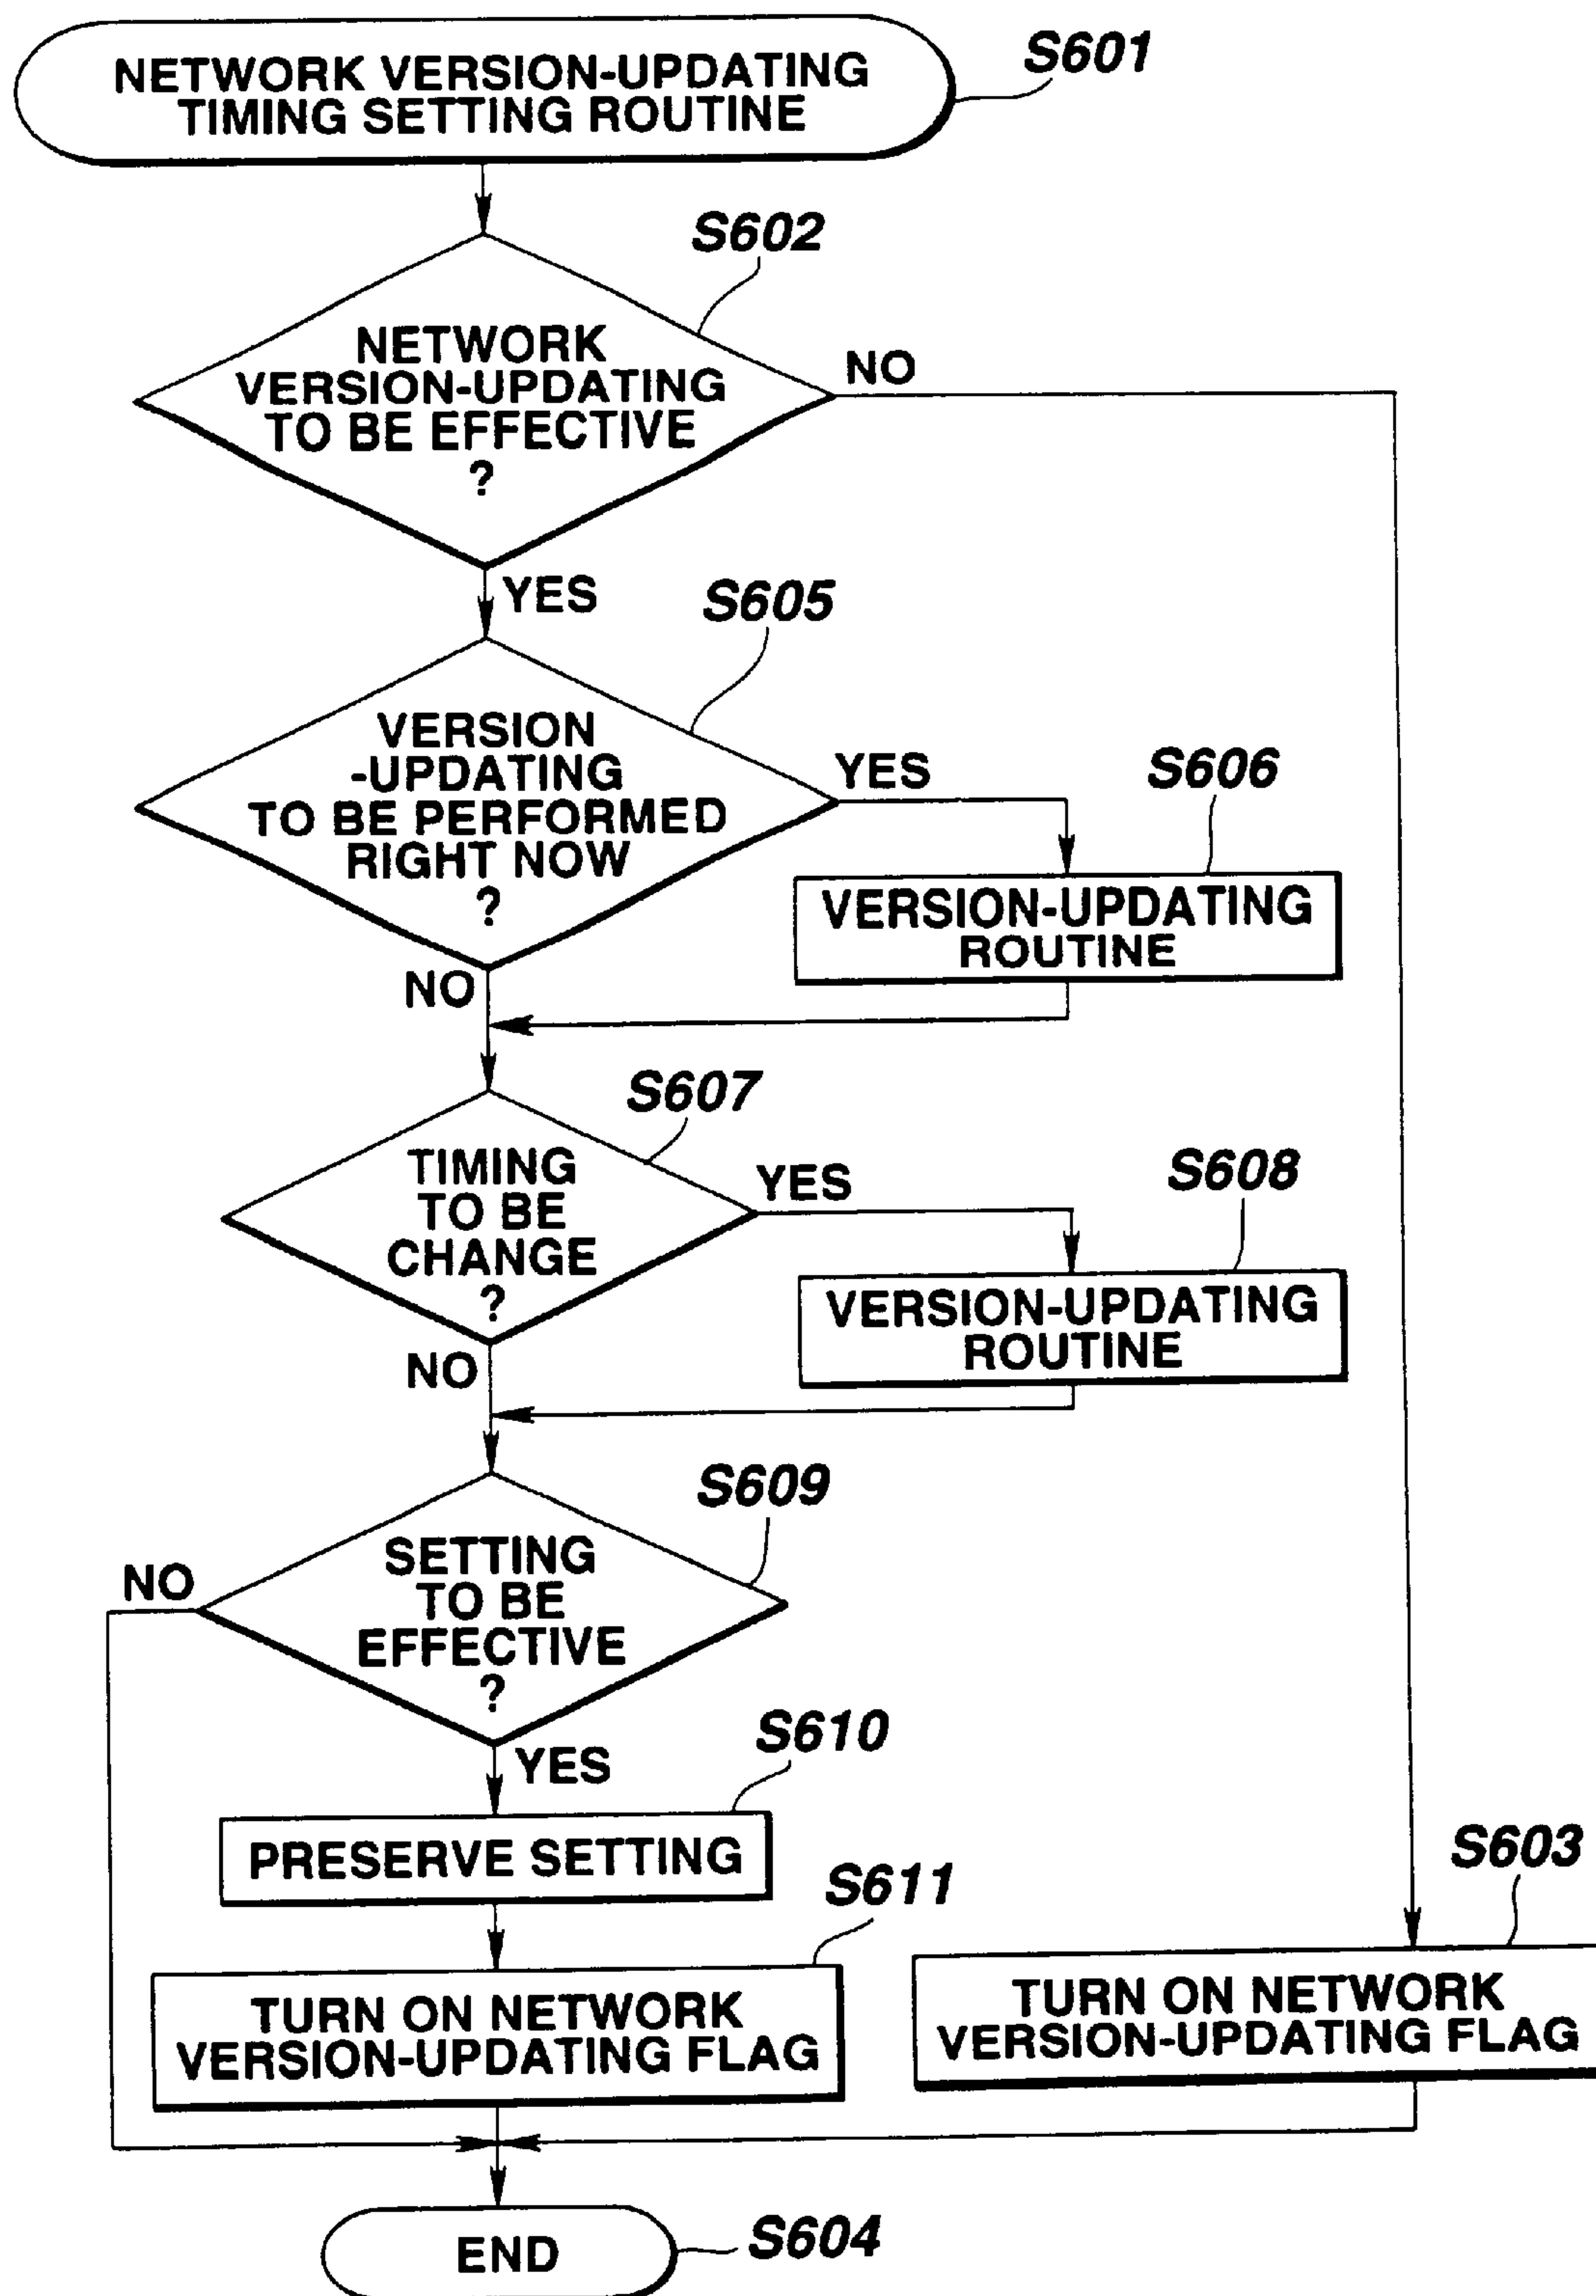 NETWORK VERSION-UPDATING
TIMING SETTING ROUTINE
S601
S602
NETWORK
VERSION-UPDATING
TO BE EFFECTIVE
?
NO
YES
S605
VERSION
-UPDATING
TO BE PERFORMED
RIGHT NOW
?
YES
S606
VERSION-UPDATING
ROUTINE
NO
S607
TIMING
TO BE
CHANGE
?
YES
S608
VERSION-UPDATING
ROUTINE
NO
S609
SETTING
TO BE
EFFECTIVE
?
NO
YES
S610
PRESERVE SETTING
S611
TURN ON NETWORK
VERSION-UPDATING FLAG
S603
TURN ON NETWORK
VERSION-UPDATING FLAG
END
S604